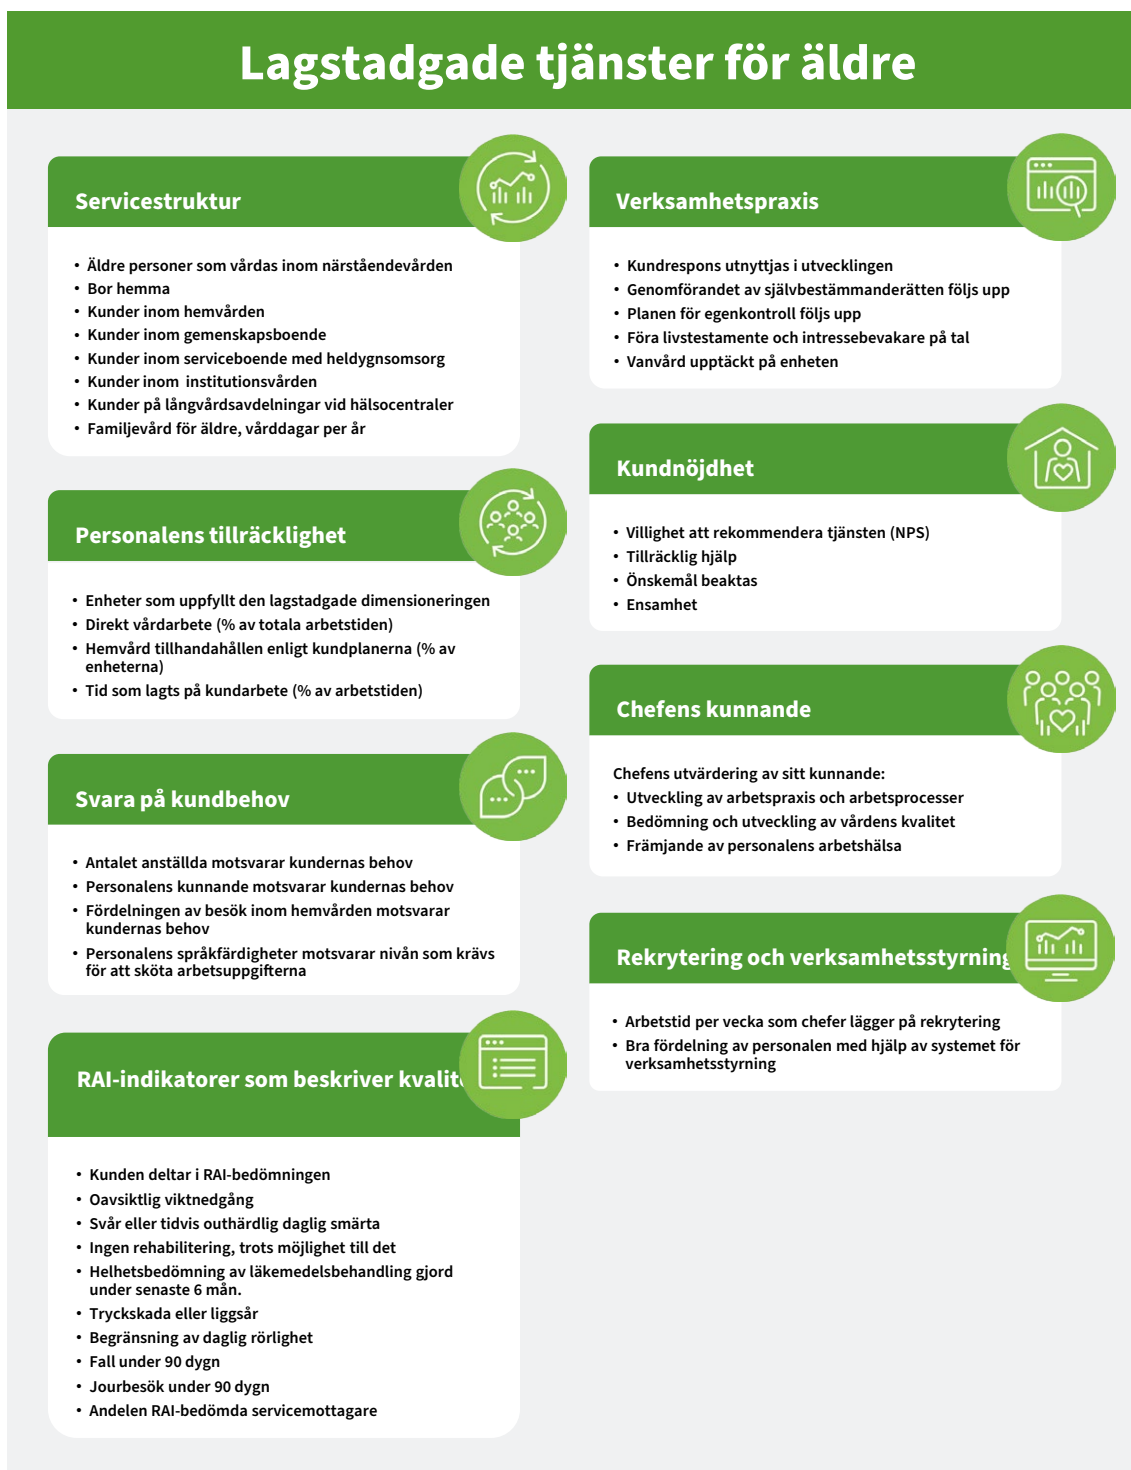 Lagstadgade tjänster för äldre
Servicestruktur
• Äldre personer som vårdas inom närståendevården
• Bor hemma
• Kunder inom hemvården
• Kunder inom gemenskapsboende
• Kunder inom serviceboende med heldygnsomsorg
• Kunder inom institutionsvården
• Kunder på långvårdsavdelningar vid hälsocentraler
• Familjevård för äldre, vårddagar per år
Personalens tillräcklighet
• Enheter som uppfyllt den lagstadgade dimensioneringen
• Direkt vårdarbete (% av totala arbetstiden)
• Hemvård tillhandahållen enligt kundplanerna (% av
enheterna)
• Tid som lagts på kundarbete (% av arbetstiden)
Svara på kundbehov
• Antalet anställda motsvarar kundernas behov
• Personalens kunnande motsvarar kundernas behov
• Fördelningen av besök inom hemvården motsvarar
kundernas behov
• Personalens språkfärdigheter motsvarar nivån som krävs
för att sköta arbetsuppgifterna
RAI-indikatorer som beskriver
• Kunden deltar i RAI-bedömningen
• Oavsiktlig viktnedgång
• Svår eller tidvis outhärdlig daglig smärta
• Ingen rehabilitering, trots möjlighet till det
• Helhetsbedömning av läkemedelsbehandling gjord
under senaste 6 mån.
• Tryckskada eller liggsår
• Begränsning av daglig rörlighet
• Fall under 90 dygn
• Jourbesök under 90 dygn
• Andelen RAI-bedömda servicemottagare
Verksamhetspraxis
• Kundrespons utnyttjas i utvecklingen
• Genomförandet av självbestämmanderätten följs upp
• Planen för egenkontroll följs upp
• Föra livstestamente och intressebevakare på tal
• Vanvård upptäckt på enheten
Kundnöjdhet
• Villighet att rekommendera tjänsten (NPS)
• Tillräcklig hjälp
• Önskemål beaktas
• Ensamhet
Chefens kunnande
Chefens utvärdering av sitt kunnande:
• Utveckling av arbetspraxis och arbetsprocesser
• Bedömning och utveckling av vårdens kvalitet
• Främjande av personalens arbetshälsa
Rekrytering och verksamhetsstyrning
• Arbetstid per vecka som chefer lägger på rekrytering
• Bra fördelning av personalen med hjälp av systemet för
verksamhetsstyrning